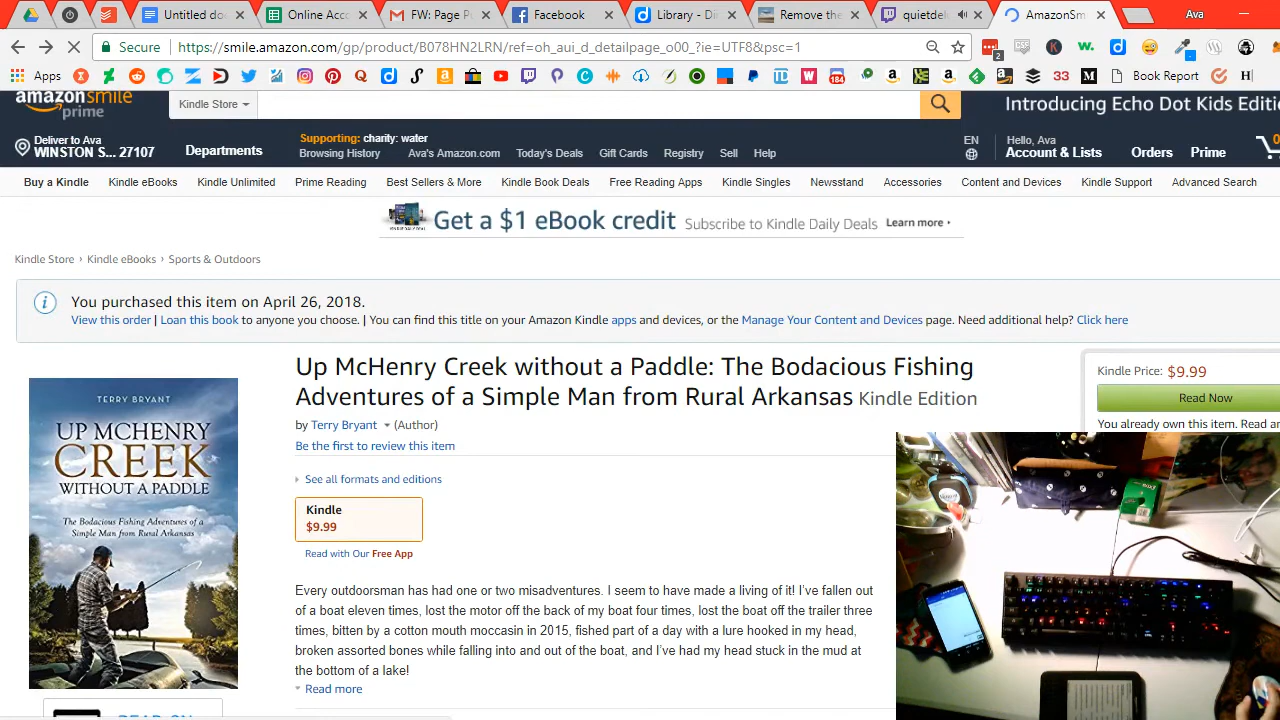 Untitled do
Online Acc
FW: Page P
Facebook
Library - Di
Remove the
quietdel
AmazonSm
Ava
Secure
https://smile.amazon.com/gp/product/B078HN2LRN/ref=oh_aui_d_detailpage_o00_?ie=UTF8&psc=1
Apps
184
33
Book Report
amazonsmile
prime
Kindle Store
Introducing Echo Dot Kids Editi
Deliver to Ava
WINSTON S... 27107
Departments
Supporting: charity: water
Browsing History
Ava's Amazon.com
Today's Deals
Gift Cards
Registry
Sell
Help
EN
Hello, Ava
Account & Lists
Orders
Prime
0
Buy a Kindle
Kindle eBooks
Kindle Unlimited
Prime Reading
Best Sellers & More
Kindle Book Deals
Free Reading Apps
Kindle Singles
Newsstand
Accessories
Content and Devices
Kindle Support
Advanced Search
Get a $1 eBook credit Subscribe to Kindle Daily Deals Learn more ›
Kindle Store › Kindle eBooks › Sports & Outdoors
You purchased this item on April 26, 2018.
View this order | Loan this book to anyone you choose. | You can find this title on your Amazon Kindle apps and devices, or the Manage Your Content and Devices page. Need additional help? Click here
Up McHenry Creek without a Paddle: The Bodacious Fishing
Adventures of a Simple Man from Rural Arkansas Kindle Edition
by Terry Bryant (Author)
Be the first to review this item
See all formats and editions
Kindle
$9.99
Read with Our Free App
Every outdoorsman has had one or two misadventures. I seem to have made a living of it! I've fallen out
of a boat eleven times, lost the motor off the back of my boat four times, lost the boat off the trailer three
times, bitten by a cotton mouth moccasin in 2015, fished part of a day with a lure hooked in my head,
broken assorted bones while falling into and out of the boat, and I've had my head stuck in the mud at
the bottom of a lake!
Read more
Kindle Price: $9.99
Read Now
You already own this item. Read an
TERRY BRYANT
UP MCHENRY
CREEK
WITHOUT A PADDLE
The Bodacious Fishing Adventures of a
Simple Man from Rural Arkansas